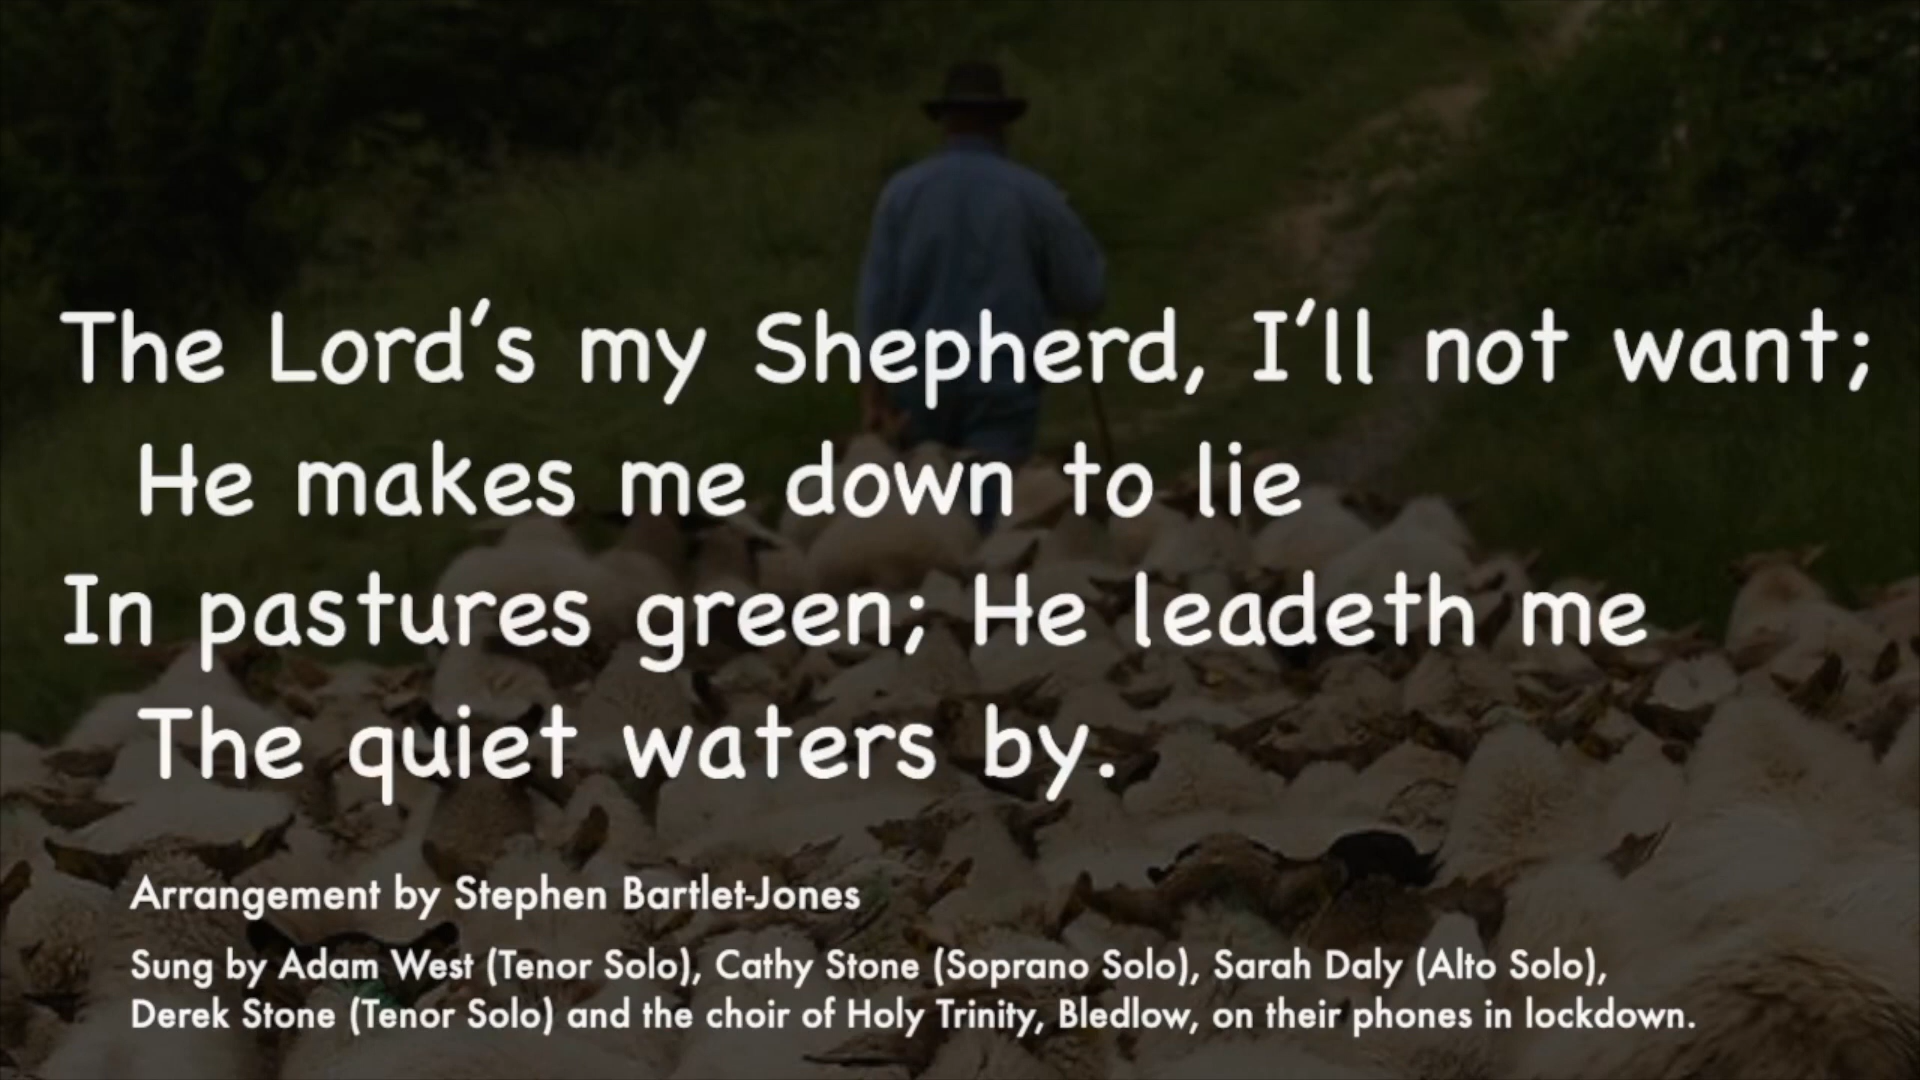 The Lord’s my Shepherd, I’ll not want;
He makes me down to lie
In pastures green; He leadeth me
The quiet waters by.
Arrangement by Stephen Bartlet-Jones
Sung by Adam West (Tenor Solo), Cathy Stone (Soprano Solo), Sarah Daly (Alto Solo),
Derek Stone (Tenor Solo) and the choir of Holy Trinity, Bledlow, on their phones in lockdown.